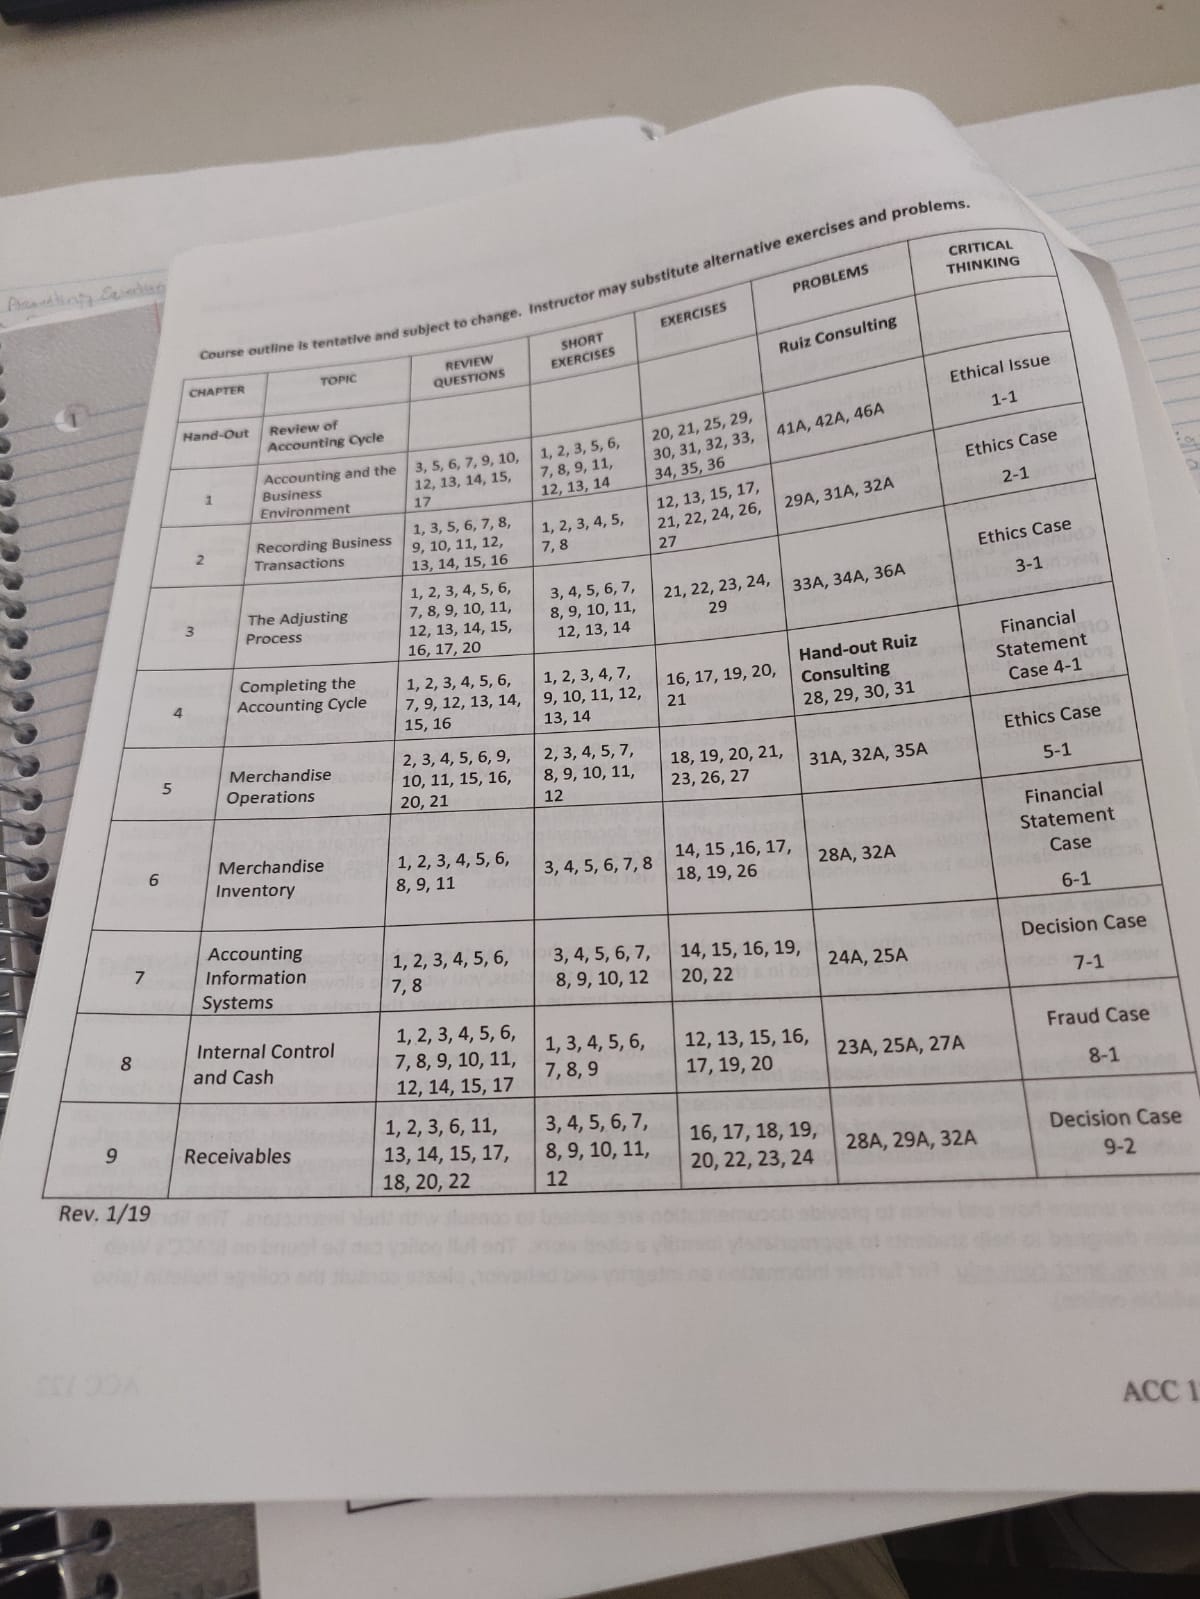 Course outline is tentative and subject to change. Instructor may substitute alternative exercises and problems.
CHAPTER TOPIC REVIEW QUESTIONS SHORT EXERCISES EXERCISES PROBLEMS CRITICAL THINKING
Hand-Out Review of Accounting Cycle Ruiz Consulting
1 Accounting and the Business Environment 3, 5, 6, 7, 9, 10, 12, 13, 14, 15, 17 1, 2, 3, 5, 6, 7, 8, 9, 11, 12, 13, 14 20, 21, 25, 29, 30, 31, 32, 33, 34, 35, 36 41A, 42A, 46A Ethical Issue 1-1
2 Recording Business Transactions 1, 3, 5, 6, 7, 8, 9, 10, 11, 12, 13, 14, 15, 16 1, 2, 3, 4, 5, 7, 8 12, 13, 15, 17, 21, 22, 24, 26, 27 29A, 31A, 32A Ethics Case 2-1
3 The Adjusting Process 1, 2, 3, 4, 5, 6, 7, 8, 9, 10, 11, 12, 13, 14, 15, 16, 17, 20 3, 4, 5, 6, 7, 8, 9, 10, 11, 12, 13, 14 21, 22, 23, 24, 29 33A, 34A, 36A Ethics Case 3-1
4 Completing the Accounting Cycle 1, 2, 3, 4, 5, 6, 7, 9, 12, 13, 14, 15, 16 1, 2, 3, 4, 7, 9, 10, 11, 12, 13, 14 16, 17, 19, 20, 21 Hand-out Ruiz Consulting 28, 29, 30, 31 Financial Statement Case 4-1
5 Merchandise Operations 2, 3, 4, 5, 6, 9, 10, 11, 15, 16, 20, 21 2, 3, 4, 5, 7, 8, 9, 10, 11, 12 18, 19, 20, 21, 23, 26, 27 31A, 32A, 35A Ethics Case 5-1
6 Merchandise Inventory 1, 2, 3, 4, 5, 6, 8, 9, 11 3, 4, 5, 6, 7, 8 14, 15 ,16, 17, 18, 19, 26 28A, 32A Financial Statement Case 6-1
7 Accounting Information Systems 1, 2, 3, 4, 5, 6, 7, 8 3, 4, 5, 6, 7, 8, 9, 10, 12 14, 15, 16, 19, 20, 22 24A, 25A Decision Case 7-1
8 Internal Control and Cash 1, 2, 3, 4, 5, 6, 7, 8, 9, 10, 11, 12, 14, 15, 17 1, 3, 4, 5, 6, 7, 8, 9 12, 13, 15, 16, 17, 19, 20 23A, 25A, 27A Fraud Case 8-1
9 Receivables 1, 2, 3, 6, 11, 13, 14, 15, 17, 18, 20, 22 3, 4, 5, 6, 7, 8, 9, 10, 11, 12 16, 17, 18, 19, 20, 22, 23, 24 28A, 29A, 32A Decision Case 9-2
Rev. 1/19
ACC 1